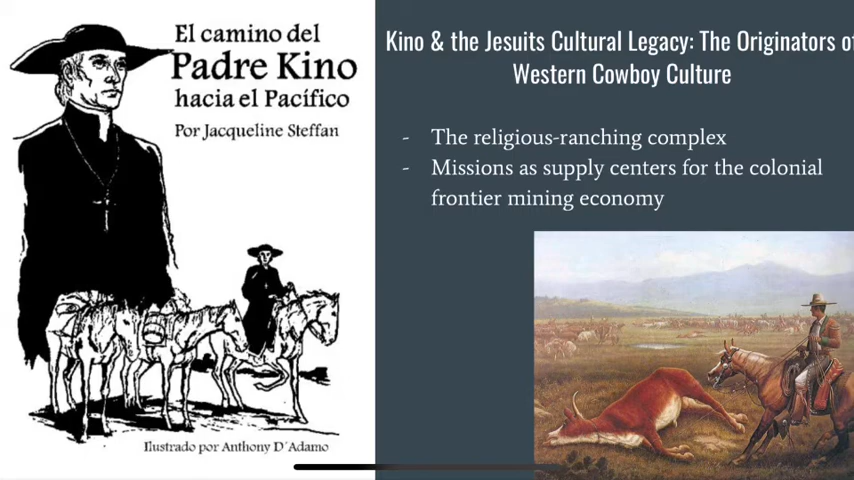 El camino del
Padre Kino
hacia el Pacífico
Por Jacqueline Steffan
Ilustrado por Anthony D´Adamo
Kino & the Jesuits Cultural Legacy: The Originators of
Western Cowboy Culture
- The religious-ranching complex
- Missions as supply centers for the colonial
frontier mining economy